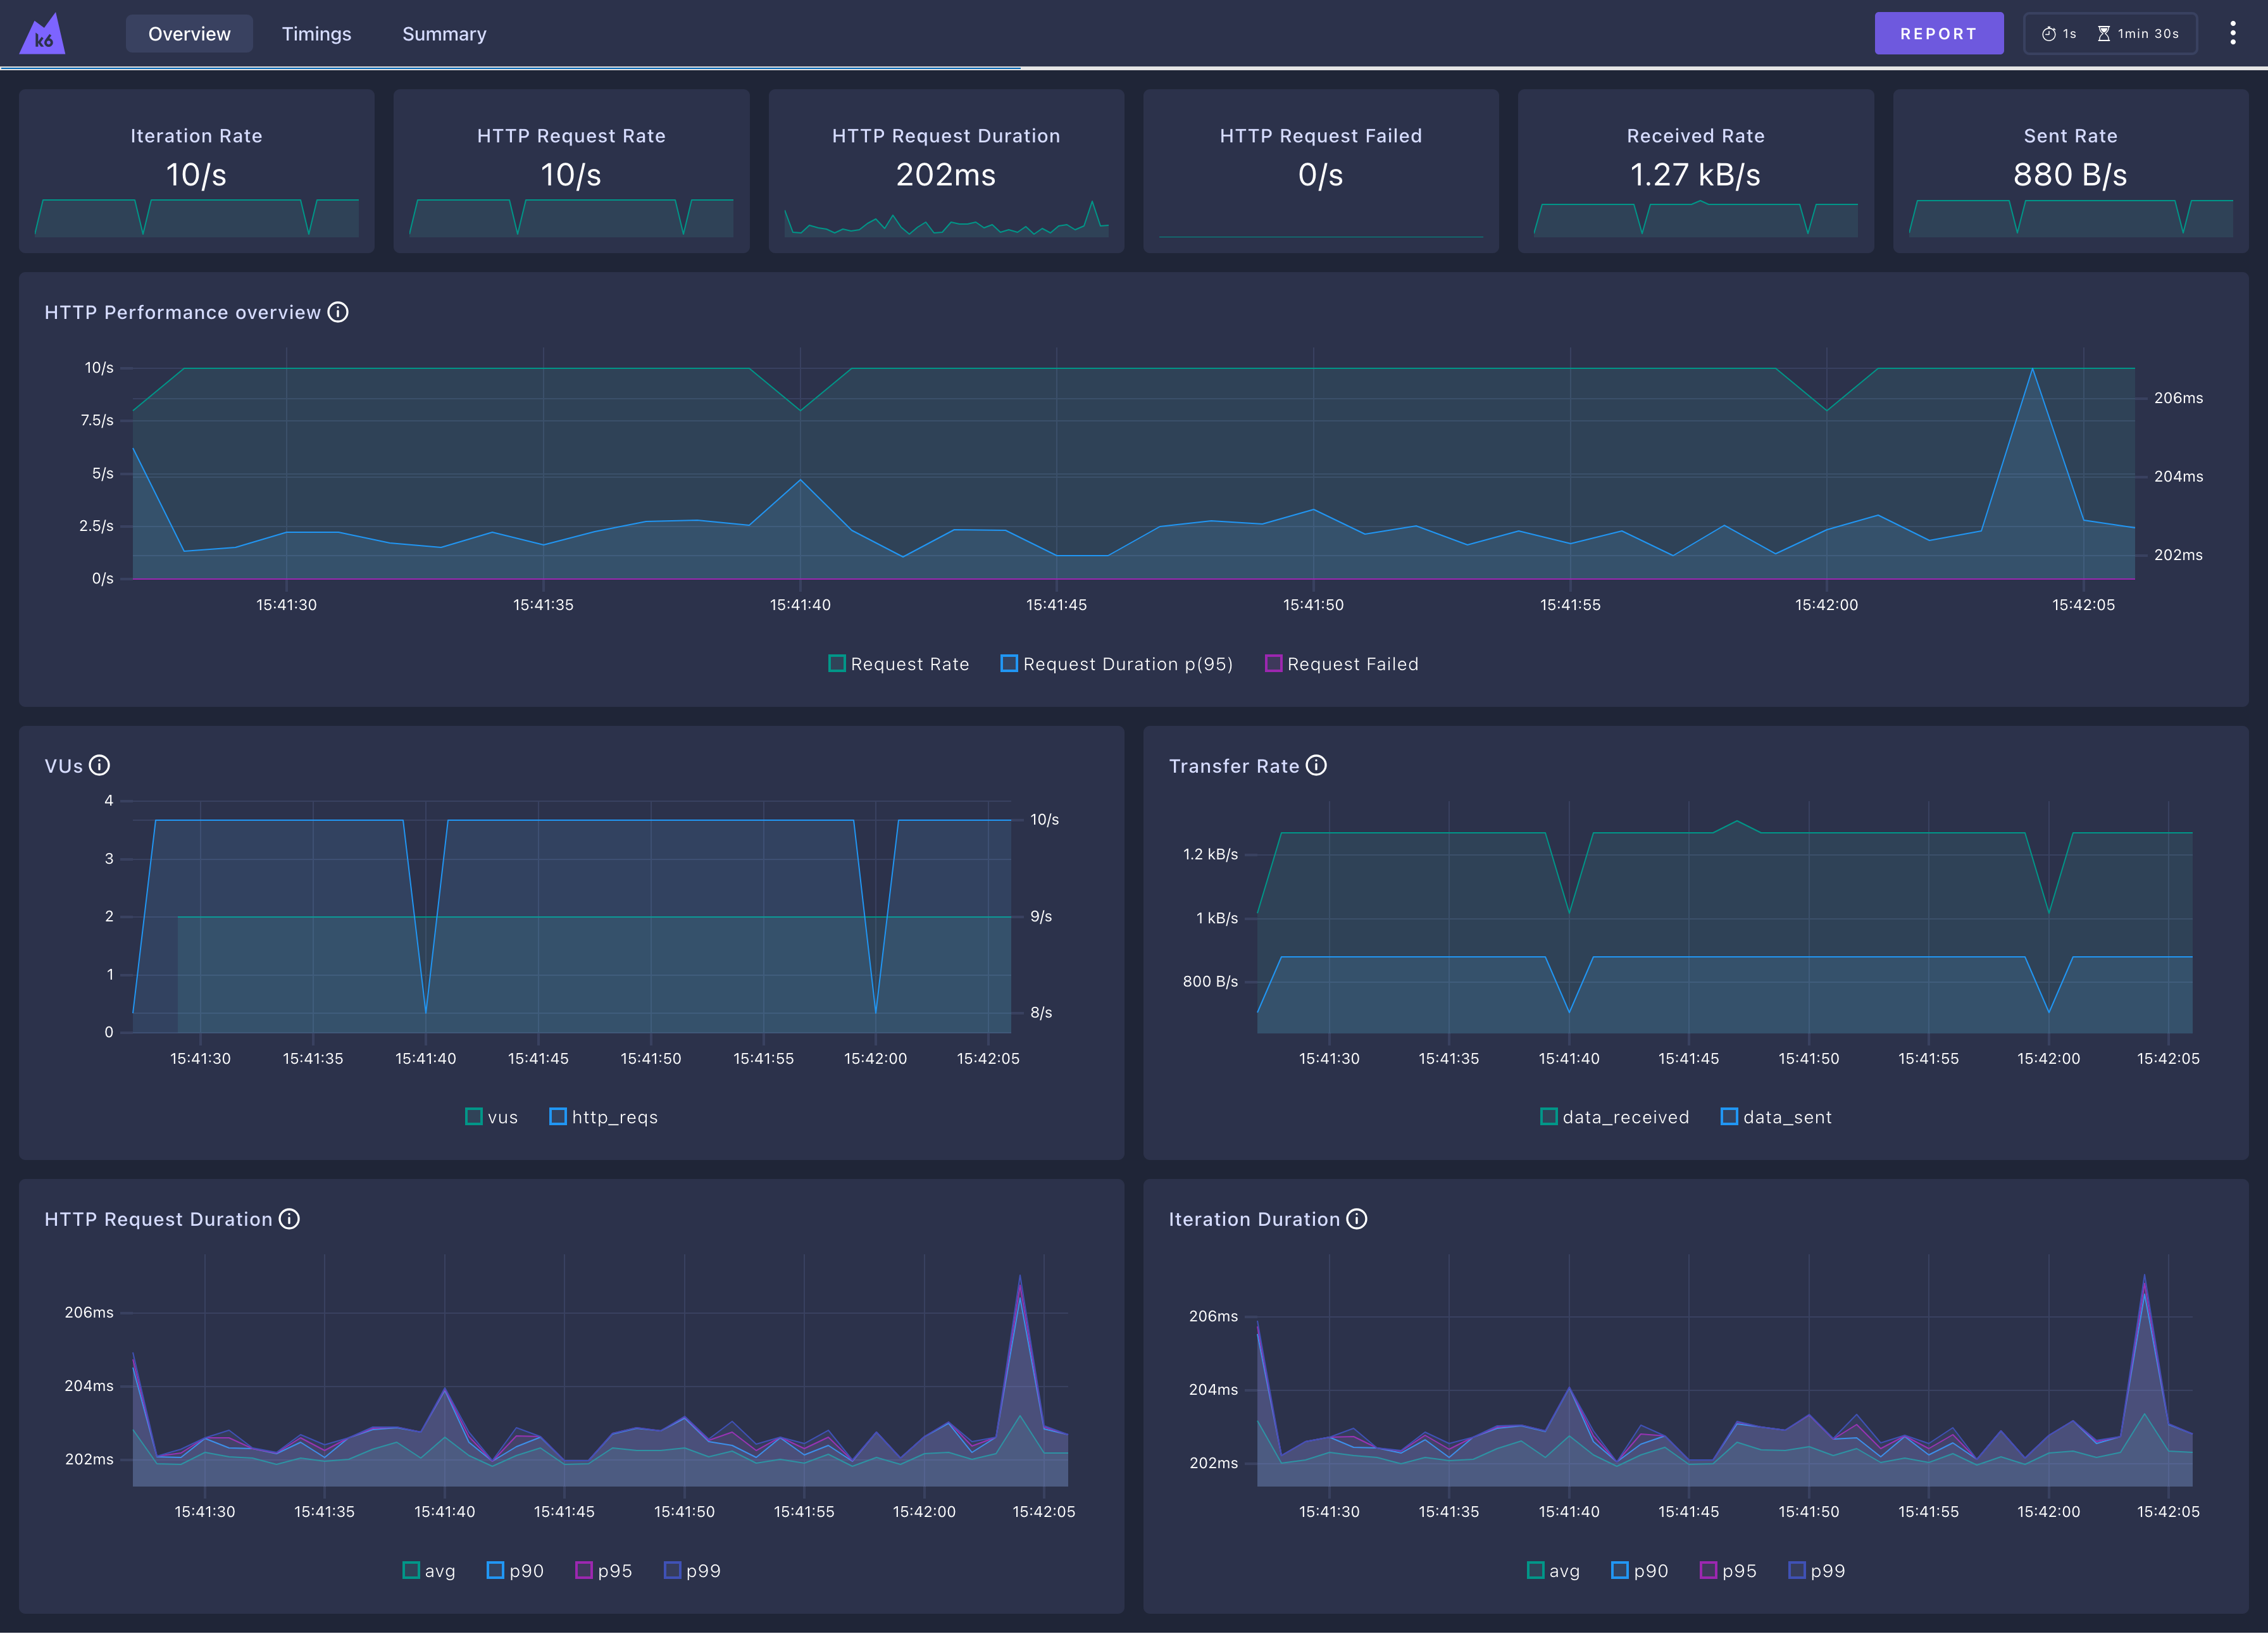 k6 Overview Timings Summary REPORT 1s 1min 30s
Iteration Rate
10/s
HTTP Request Rate
10/s
HTTP Request Duration
202ms
HTTP Request Failed
0/s
Received Rate
1.27 kB/s
Sent Rate
880 B/s
HTTP Performance overview
10/s
7.5/s
5/s
2.5/s
0/s
206ms
204ms
202ms
15:41:30 15:41:35 15:41:40 15:41:45 15:41:50 15:41:55 15:42:00 15:42:05
Request Rate Request Duration p(95) Request Failed
VUs
4
3
2
1
0
10/s
9/s
8/s
15:41:30 15:41:35 15:41:40 15:41:45 15:41:50 15:41:55 15:42:00 15:42:05
vus http_reqs
Transfer Rate
1.2 kB/s
1 kB/s
800 B/s
15:41:30 15:41:35 15:41:40 15:41:45 15:41:50 15:41:55 15:42:00 15:42:05
data_received data_sent
HTTP Request Duration
206ms
204ms
202ms
15:41:30 15:41:35 15:41:40 15:41:45 15:41:50 15:41:55 15:42:00 15:42:05
avg p90 p95 p99
Iteration Duration
206ms
204ms
202ms
15:41:30 15:41:35 15:41:40 15:41:45 15:41:50 15:41:55 15:42:00 15:42:05
avg p90 p95 p99